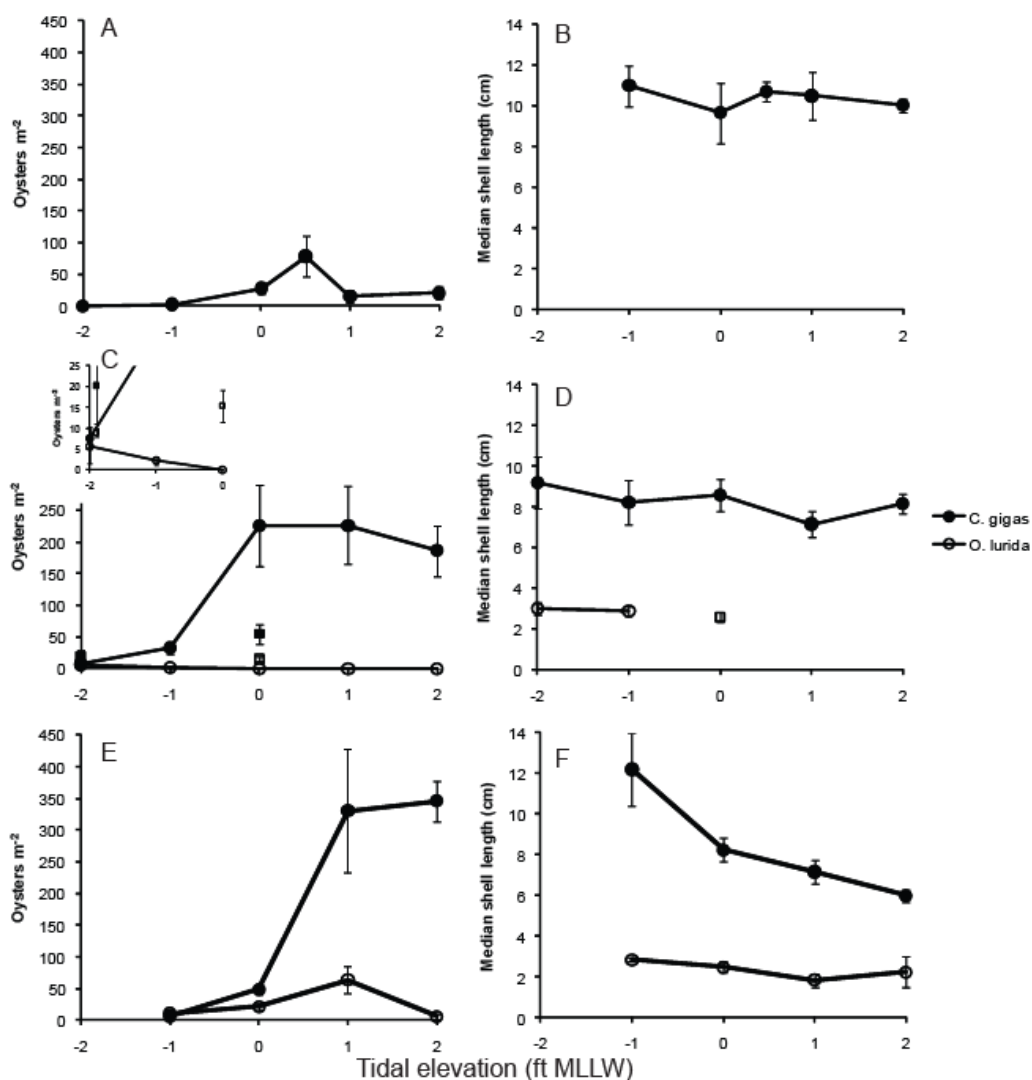 A
450
400
350
300
250
200
150
100
50
0
Oysters m⁻²
-2 -1 0 1 2
B
14
12
10
8
6
4
2
0
Median shell length (cm)
-2 -1 0 1 2
C
25
20
15
10
5
0
Oysters m⁻²
-2 -1 0
250
200
150
100
50
0
Oysters m⁻²
-2 -1 0 1 2
D
14
12
10
8
6
4
2
0
Median shell length (cm)
-2 -1 0 1 2
C. gigas
O. lurida
E
450
400
350
300
250
200
150
100
50
0
Oysters m⁻²
-2 -1 0 1 2
F
14
12
10
8
6
4
2
0
Median shell length (cm)
-2 -1 0 1 2
Tidal elevation (ft MLLW)